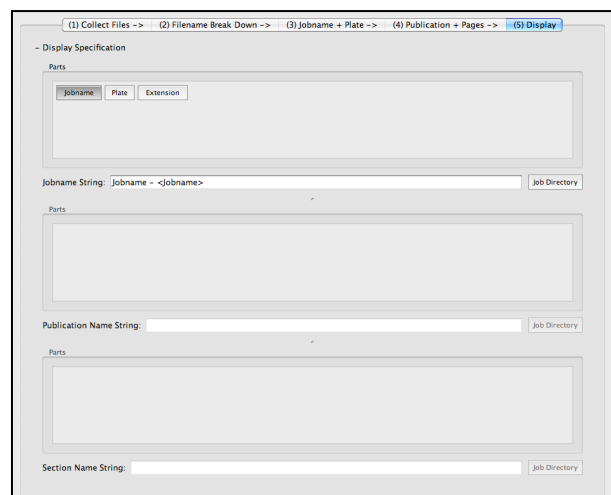 (1) Collect Files -> (2) Filename Break Down -> (3) Jobname + Plate -> (4) Publication + Pages -> (5) Display
– Display Specification
Parts
Jobname Plate Extension
Jobname String: Jobname – <Jobname> Job Directory
Parts
Publication Name String: Job Directory
Parts
Section Name String: Job Directory